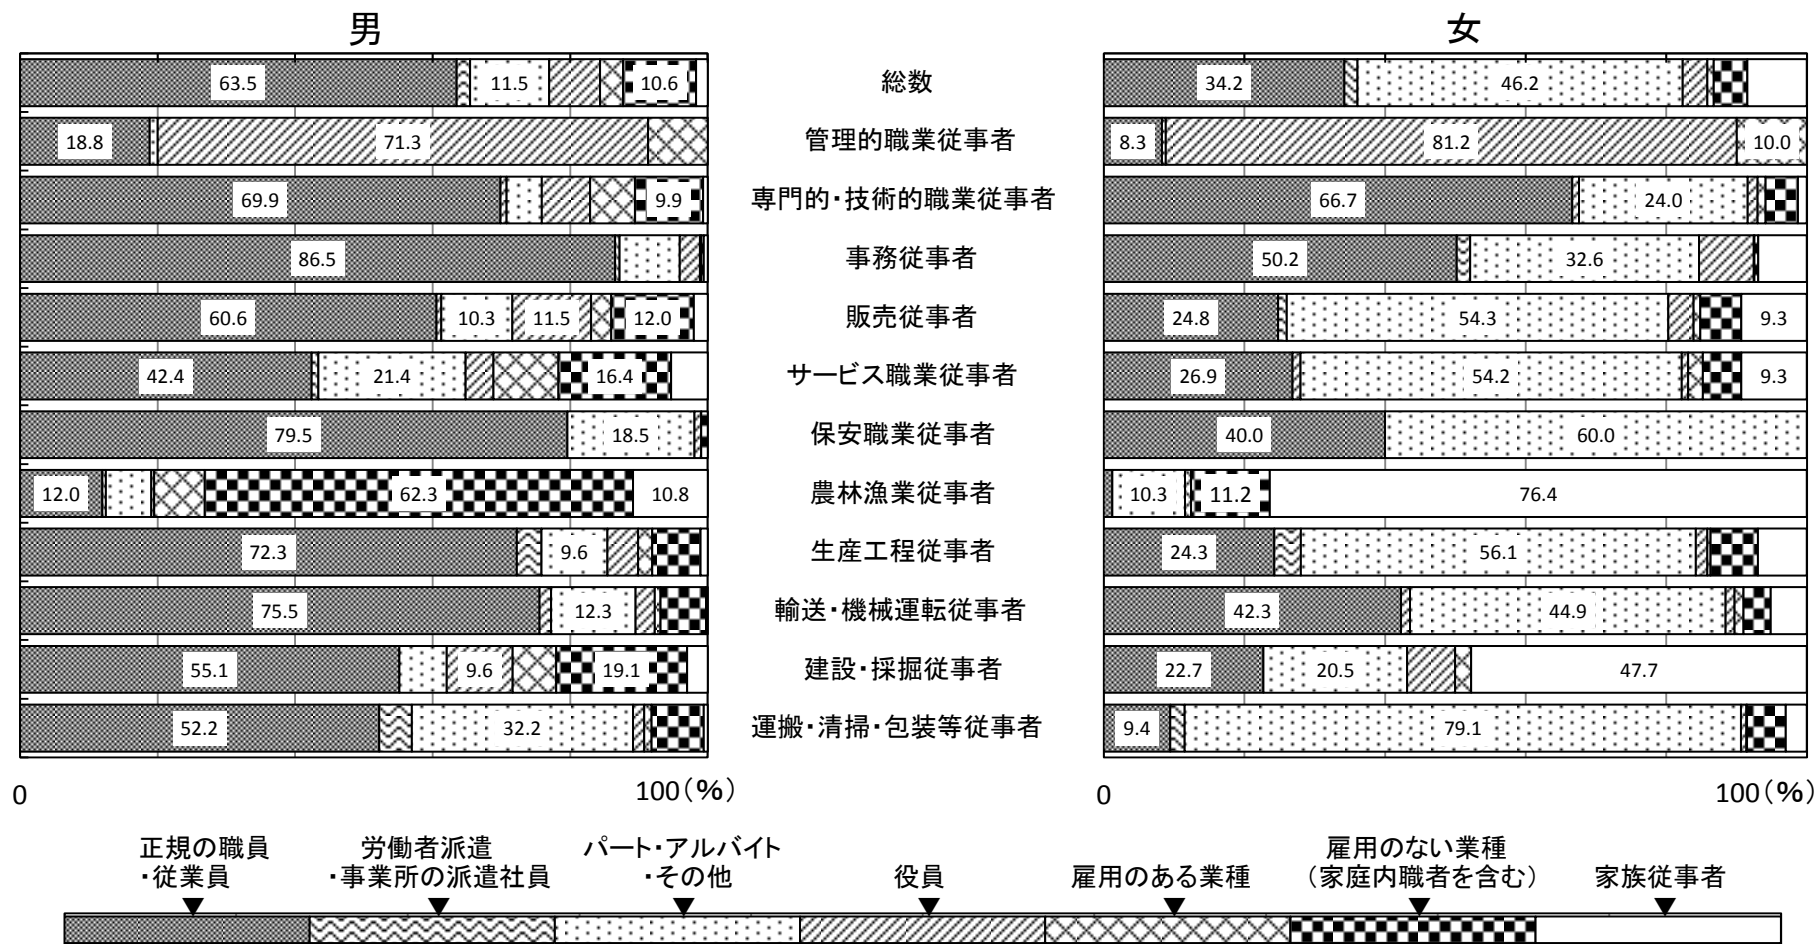 男
女
63.5 11.5 10.6 総数 34.2 46.2
18.8 71.3 管理的職業従事者 8.3 81.2 10.0
69.9 9.9 専門的・技術的職業従事者 66.7 24.0
86.5 事務従事者 50.2 32.6
60.6 10.3 11.5 12.0 販売従事者 24.8 54.3 9.3
42.4 21.4 16.4 サービス職業従事者 26.9 54.2 9.3
79.5 18.5 保安職業従事者 40.0 60.0
12.0 62.3 10.8 農林漁業従事者 10.3 11.2 76.4
72.3 9.6 生産工程従事者 24.3 56.1
75.5 12.3 輸送・機械運転従事者 42.3 44.9
55.1 9.6 19.1 建設・採掘従事者 22.7 20.5 47.7
52.2 32.2 運搬・清掃・包装等従事者 9.4 79.1
0 100(%) 0 100(%)
正規の職員
・従業員
労働者派遣
・事業所の派遣社員
パート・アルバイト
・その他
役員
雇用のある業種
雇用のない業種
(家庭内職者を含む)
家族従事者